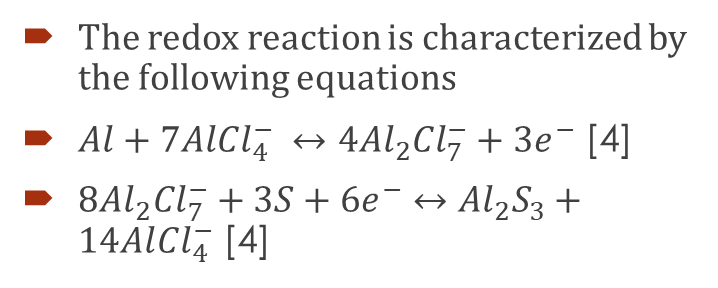 The redox reaction is characterized by
the following equations
Al + 7AlCl₄⁻ ↔ 4Al₂Cl₇⁻ + 3e⁻ [4]
8Al₂Cl₇⁻ + 3S + 6e⁻ ↔ Al₂S₃ +
14AlCl₄⁻ [4]